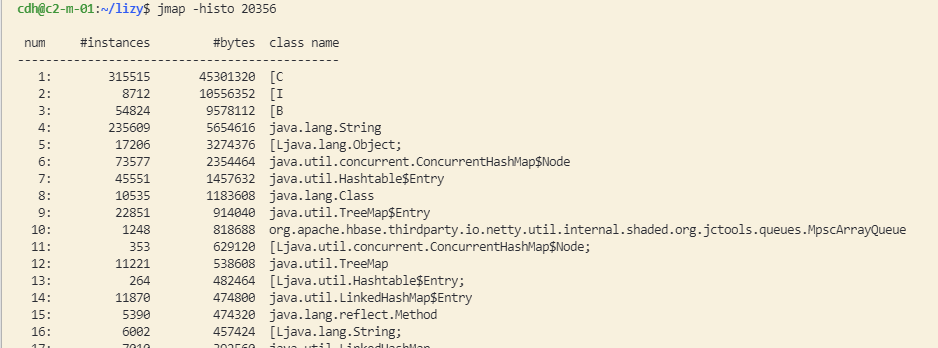 cdh@c2-m-01:~/lizy$ jmap -histo 20356
num #instances #bytes class name
----------------------------------------------
1: 315515 45301320 [C
2: 8712 10556352 [I
3: 54824 9578112 [B
4: 235609 5654616 java.lang.String
5: 17206 3274376 [Ljava.lang.Object;
6: 73577 2354464 java.util.concurrent.ConcurrentHashMap$Node
7: 45551 1457632 java.util.Hashtable$Entry
8: 10535 1183608 java.lang.Class
9: 22851 914040 java.util.TreeMap$Entry
10: 1248 818688 org.apache.hbase.thirdparty.io.netty.util.internal.shaded.org.jctools.queues.MpscArrayQueue
11: 353 629120 [Ljava.util.concurrent.ConcurrentHashMap$Node;
12: 11221 538608 java.util.TreeMap
13: 264 482464 [Ljava.util.Hashtable$Entry;
14: 11870 474800 java.util.LinkedHashMap$Entry
15: 5390 474320 java.lang.reflect.Method
16: 6002 457424 [Ljava.lang.String;
17: 7010 392560 java.util.LinkedHashMap